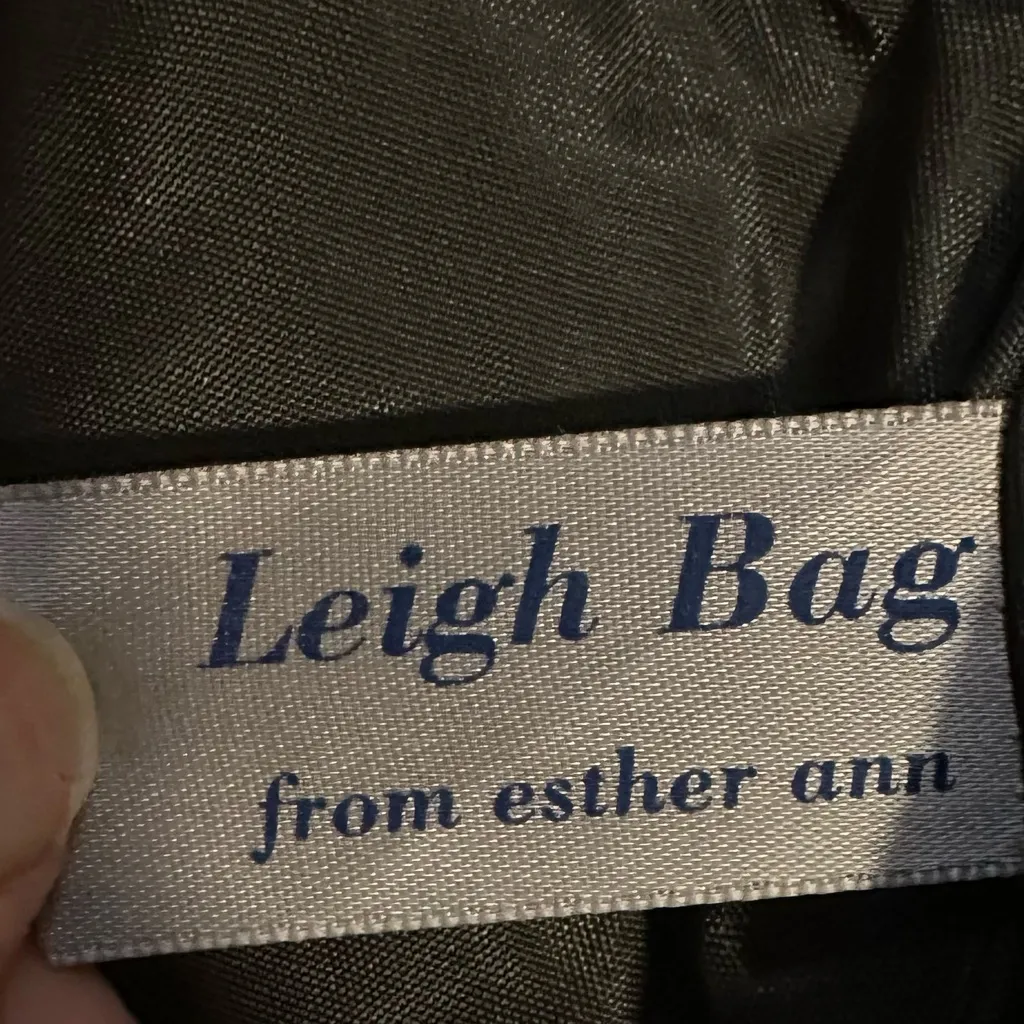 Leigh Bag
from esther ann